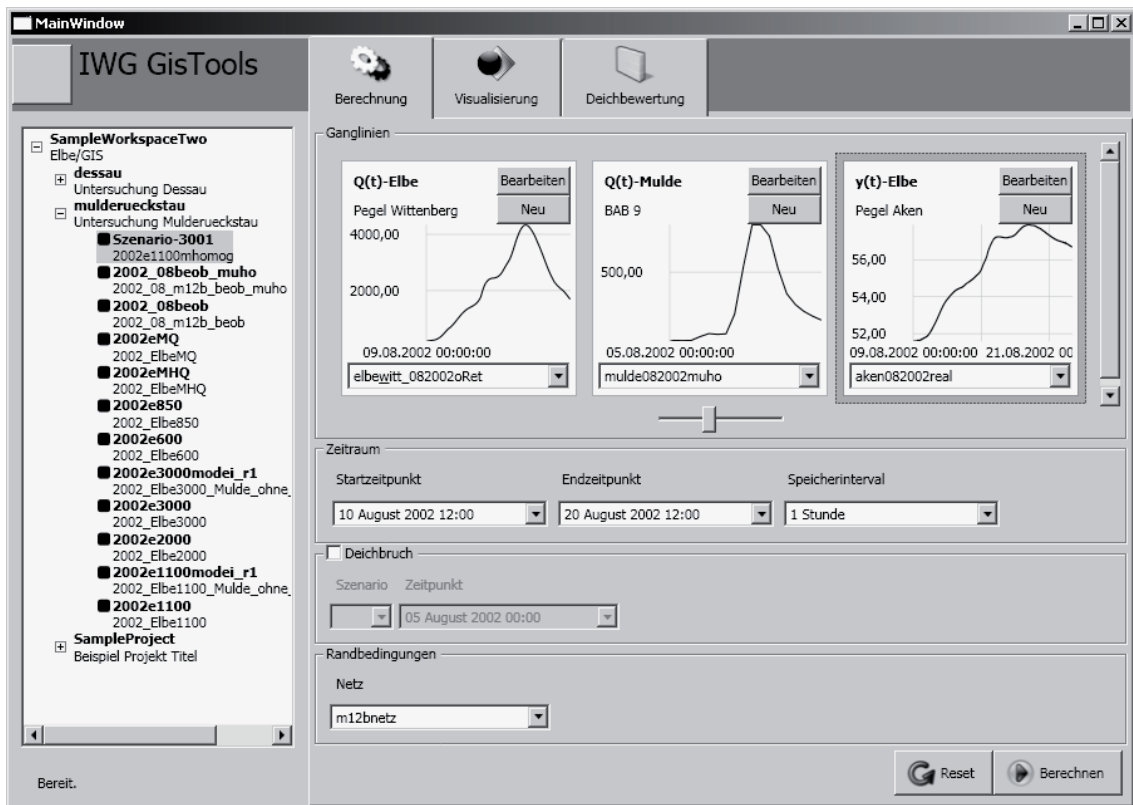 MainWindow
IWG GisTools
Berechnung
Visualisierung
Deichbewertung
SampleWorkspaceTwo
Elbe/GIS
dessau
Untersuchung Dessau
mulderueckstau
Untersuchung Mulderueckstau
Szenario-3001
2002e1100mhomog
2002_08beob_muho
2002_08_m12b_beob_muho
2002_08beob
2002_08_m12b_beob
2002eMQ
2002_ElbeMQ
2002eMHQ
2002_ElbeMHQ
2002e850
2002_Elbe850
2002e600
2002_Elbe600
2002e3000modei_r1
2002_Elbe3000_Mulde_ohne_
2002e3000
2002_Elbe3000
2002e2000
2002_Elbe2000
2002e1100modei_r1
2002_Elbe1100_Mulde_ohne_
2002e1100
2002_Elbe1100
SampleProject
Beispiel Projekt Titel
Bereit.
Ganglinien
Q(t)-Elbe
Bearbeiten
Pegel Wittenberg
Neu
4000,00
2000,00
09.08.2002 00:00:00
elbewitt_082002oRet
Q(t)-Mulde
Bearbeiten
BAB 9
Neu
500,00
05.08.2002 00:00:00
mulde082002muho
y(t)-Elbe
Bearbeiten
Pegel Aken
Neu
56,00
54,00
52,00
09.08.2002 00:00:00 21.08.2002 00
aken082002real
Zeitraum
Startzeitpunkt
Endzeitpunkt
Speicherinterval
10 August 2002 12:00
20 August 2002 12:00
1 Stunde
Deichbruch
Szenario
Zeitpunkt
05 August 2002 00:00
Randbedingungen
Netz
m12bnetz
Reset
Berechnen